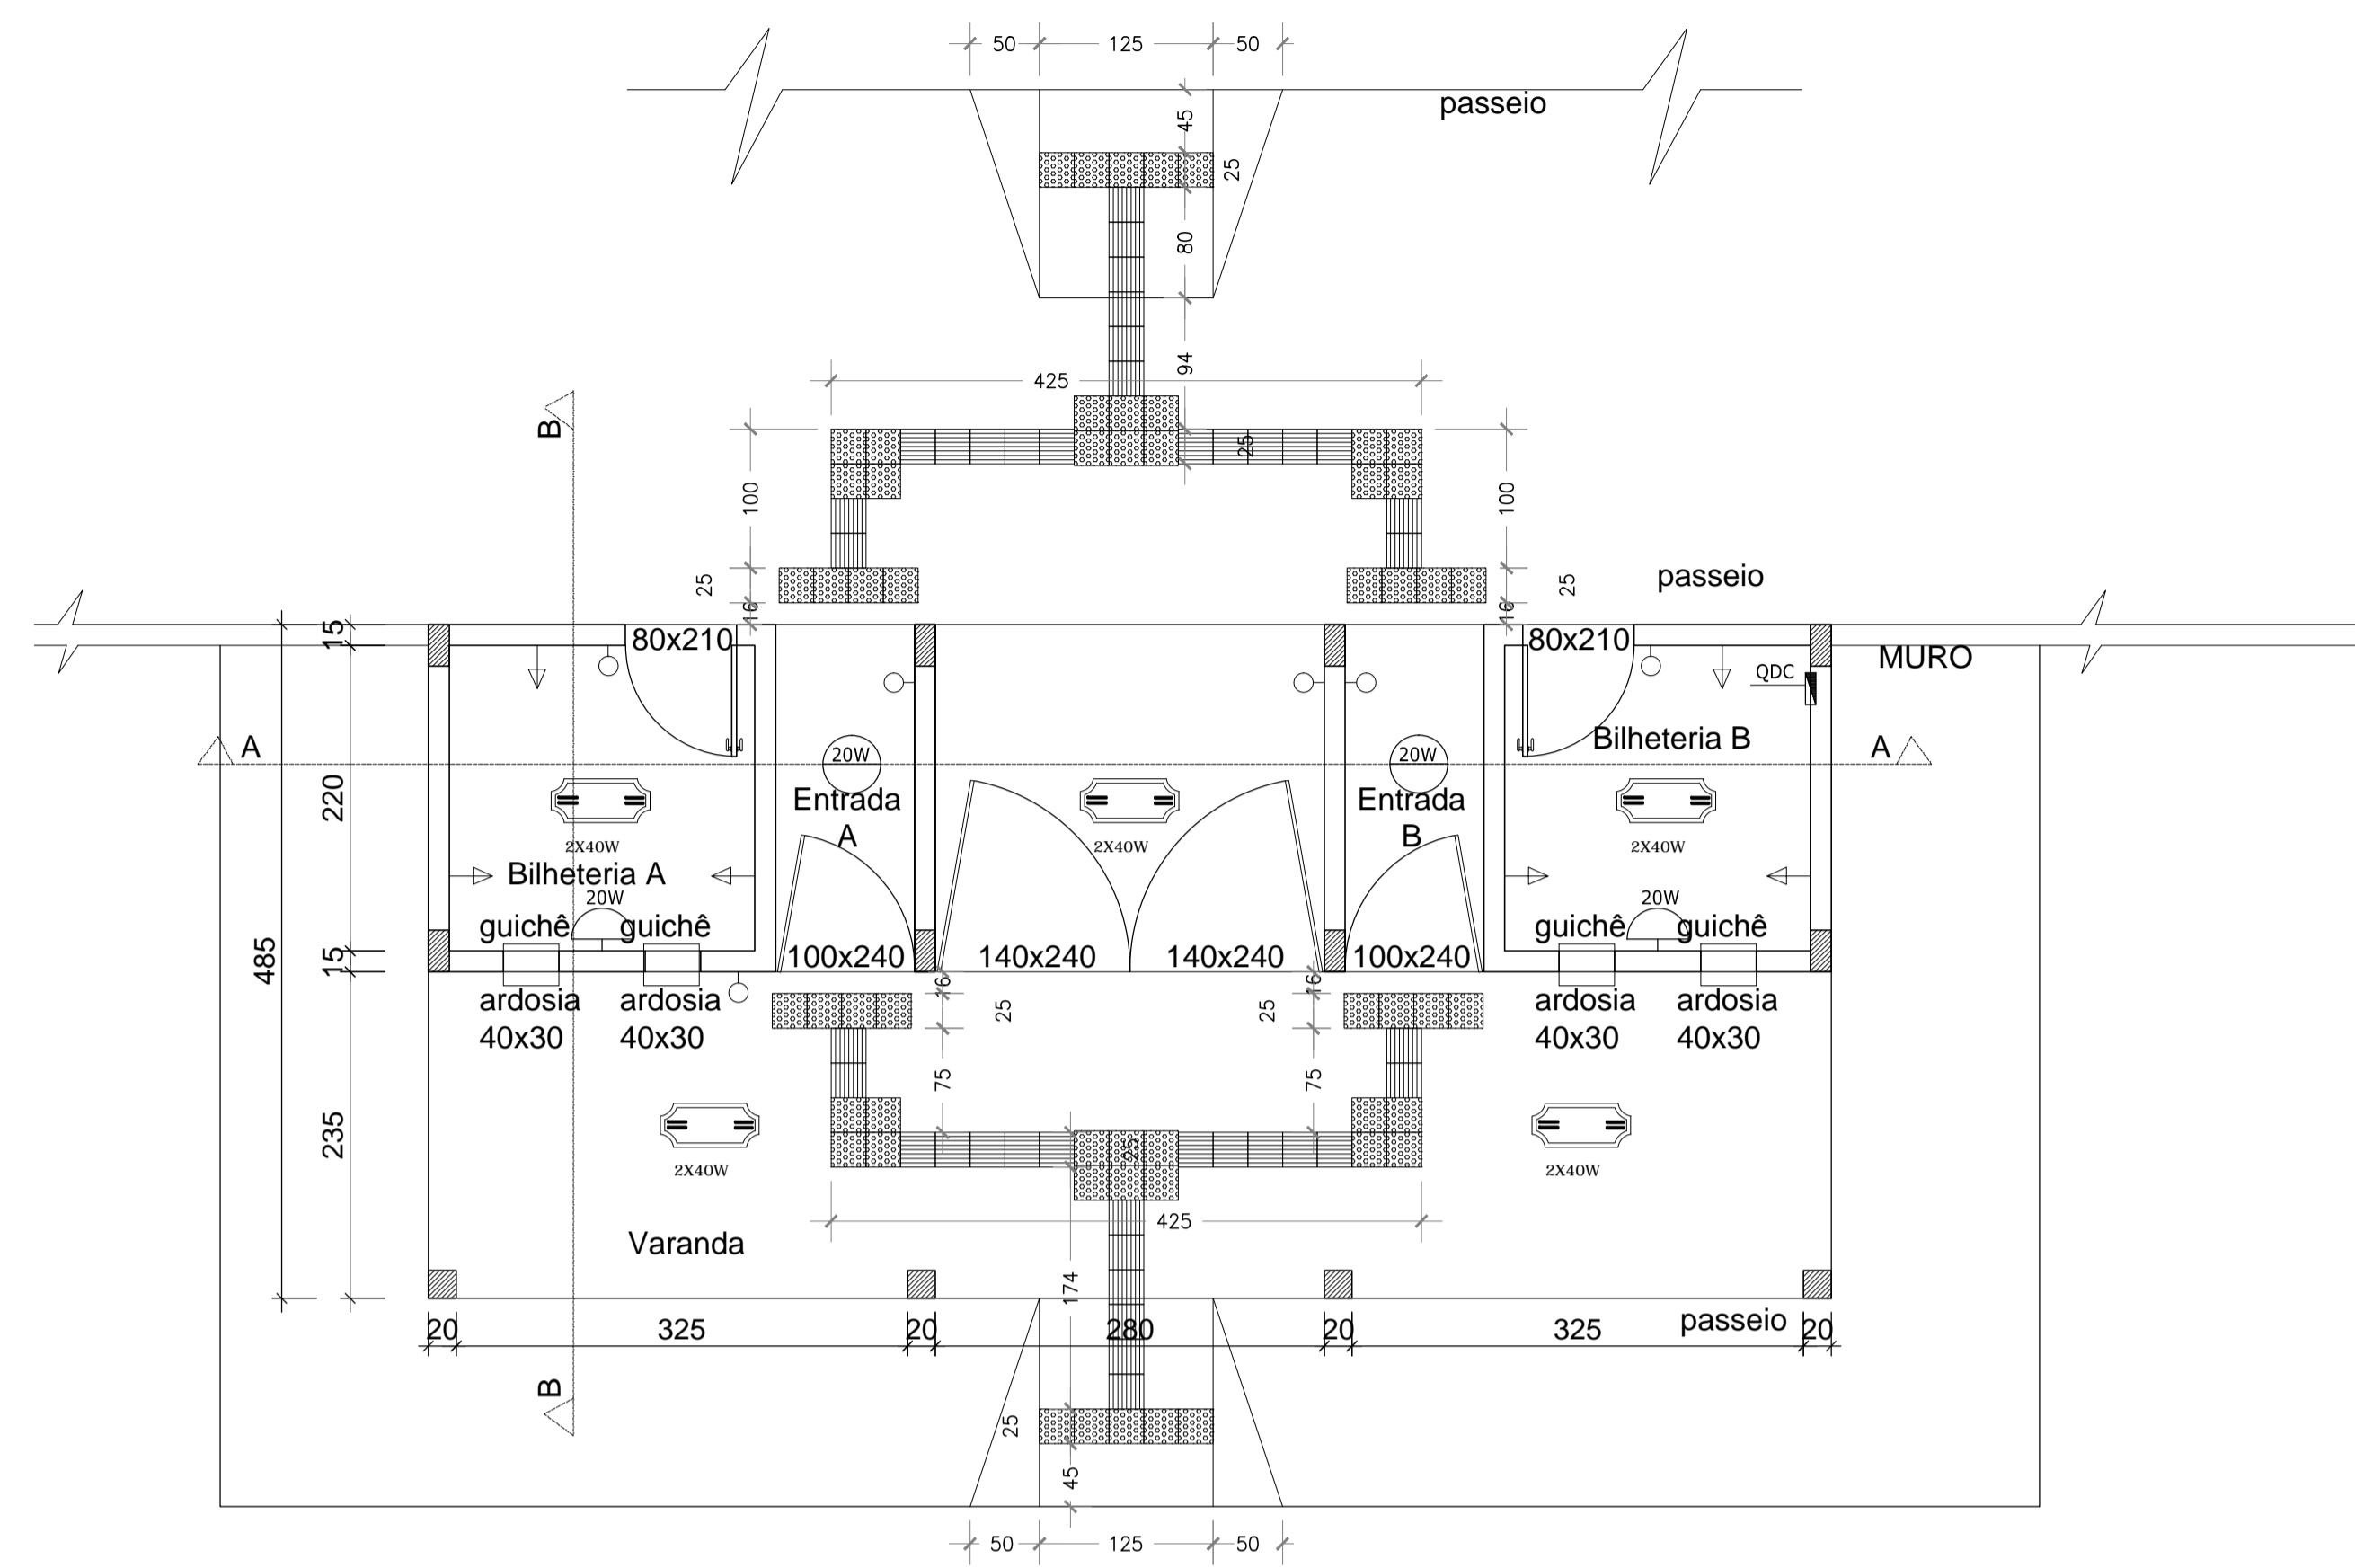 50
125
50
passeio
45
25
80
94
425
B
25
100
100
25
25
passeio
16
16
15
80x210
80x210
MURO
QDC
A
Bilheteria B
A
20W
20W
220
Entrada
A
Entrada
B
2X40W
2X40W
2X40W
Bilheteria A
20W
20W
guichê
guichê
guichê
guichê
485
15
100x240
140x240
140x240
100x240
16
16
ardosia
40x30
ardosia
40x30
25
25
ardosia
40x30
ardosia
40x30
75
75
235
25
2X40W
2X40W
425
Varanda
174
passeio
20
325
20
280
20
325
20
B
25
45
50
125
50